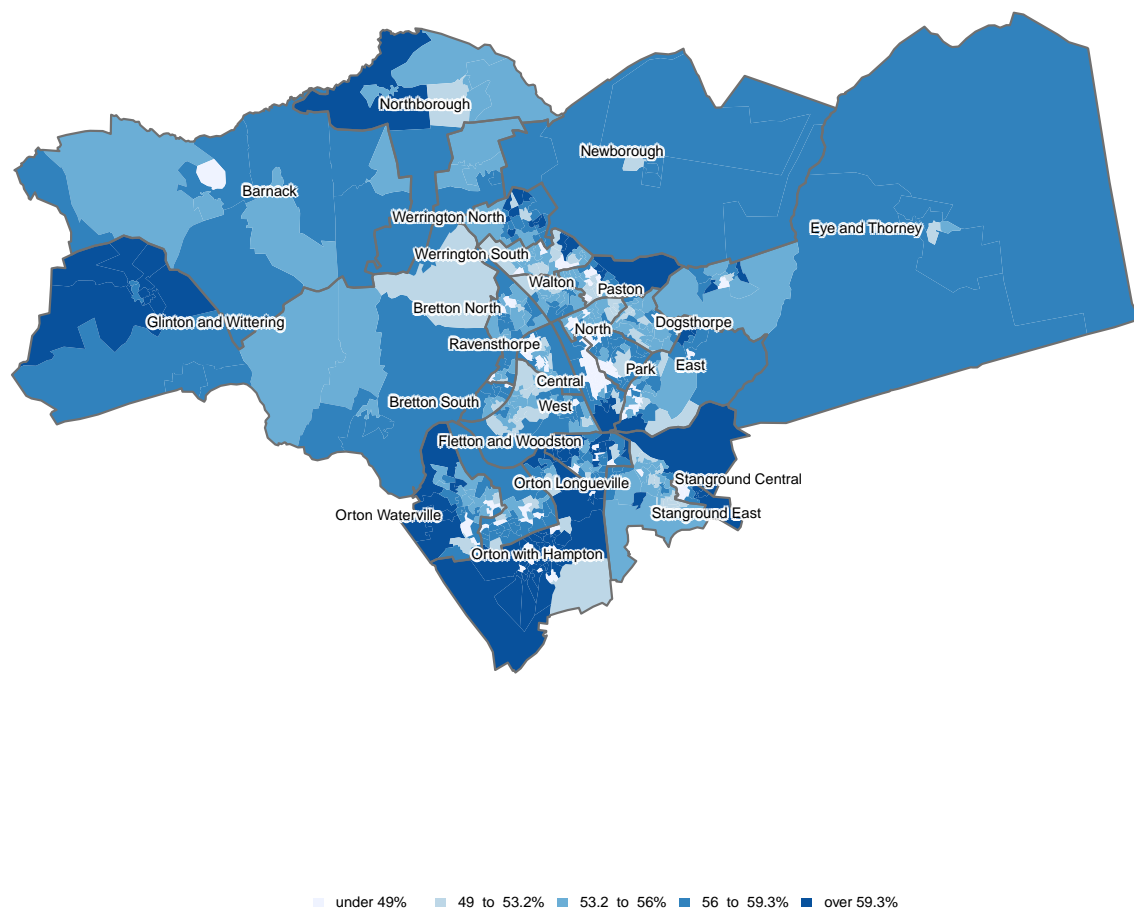 Northborough
Newborough
Barnack
Werrington North
Eye and Thorney
Werrington South
Walton
Paston
Bretton North
Glinton and Wittering
Dogsthorpe
North
Ravensthorpe
Park
East
Central
Bretton South
West
Fletton and Woodston
Stanground Central
Orton Longueville
Orton Waterville
Stanground East
Orton with Hampton
under 49%
49 to 53.2%
53.2 to 56%
56 to 59.3%
over 59.3%